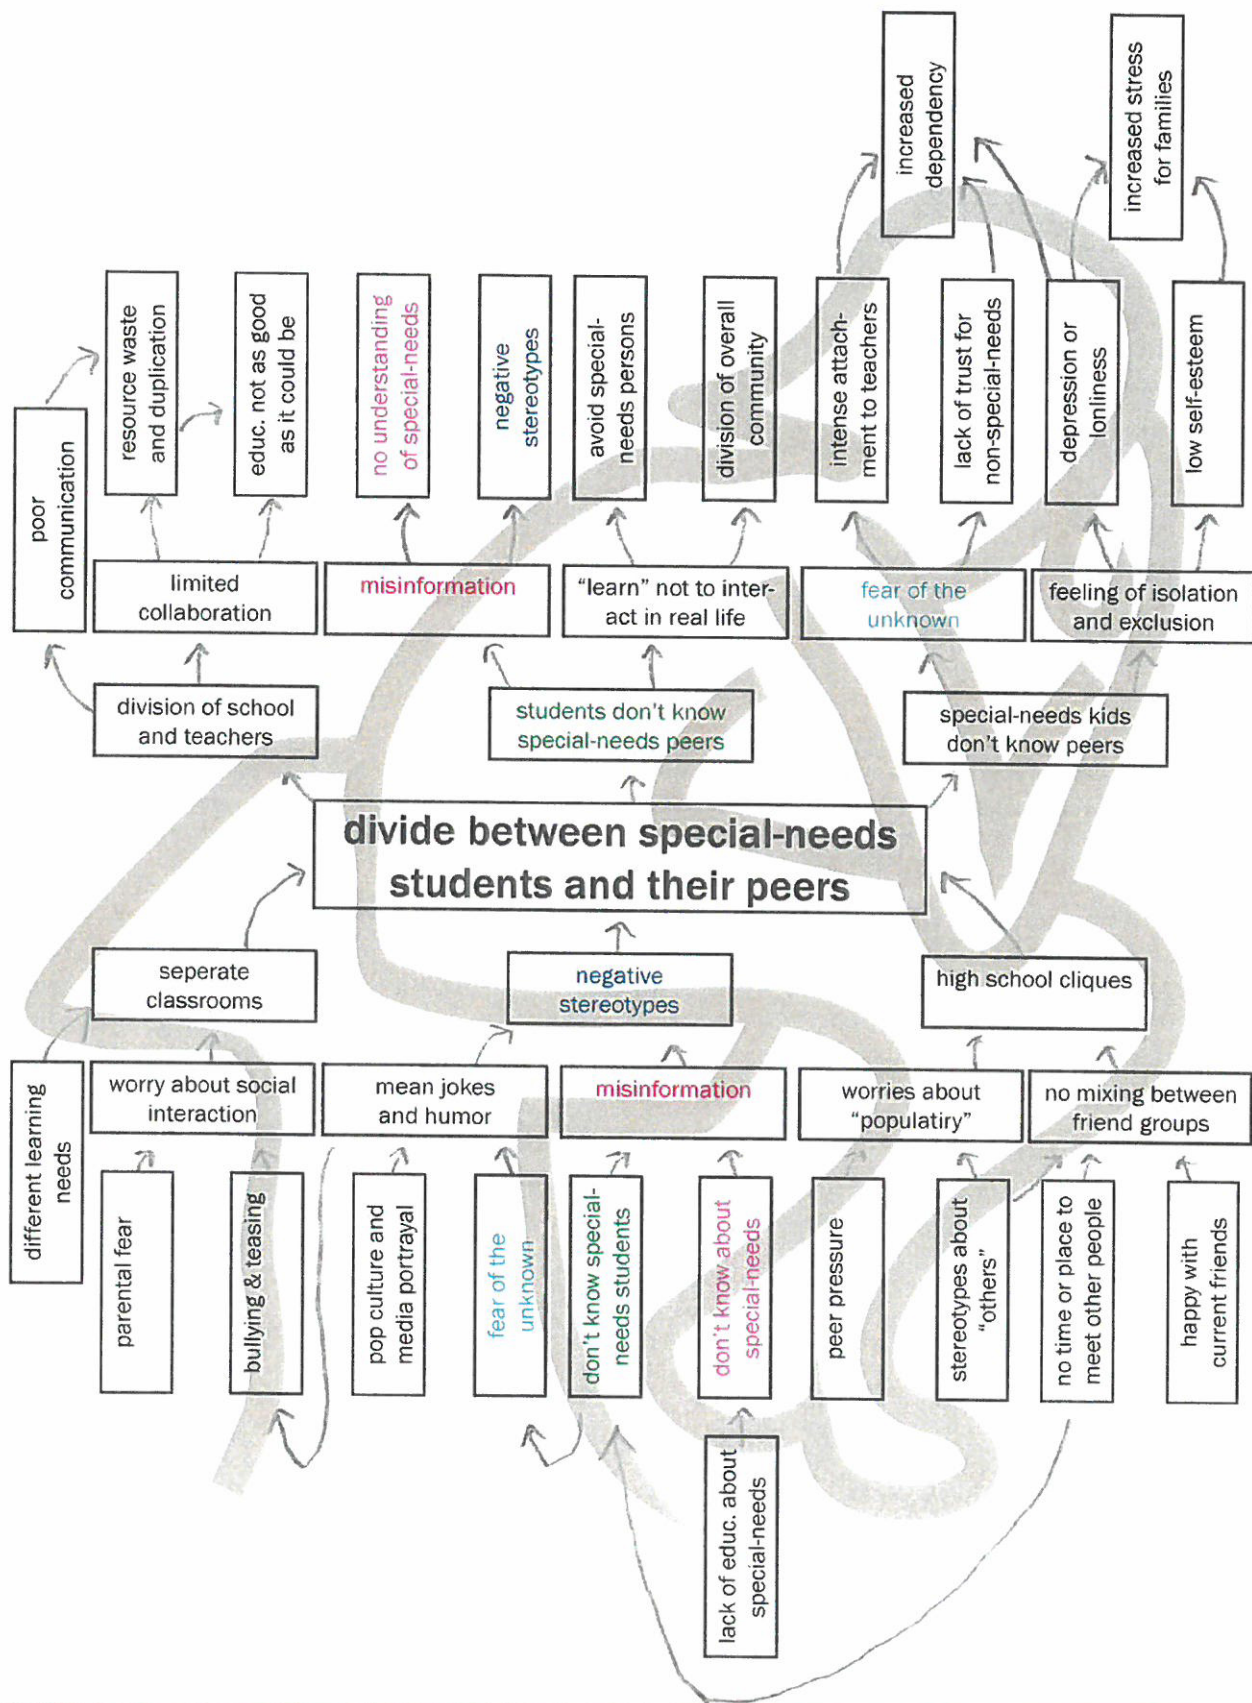 increased
dependency
increased stress
for families
poor
communication
resource waste
and duplication
educ. not as good
as it could be
no understanding
of special-needs
negative
stereotypes
avoid special-
needs persons
division of overall
community
intense attach-
ment to teachers
lack of trust for
non-special-needs
depression or
lonliness
low self-esteem
limited
collaboration
misinformation
"learn" not to inter-
act in real life
fear of the
unknown
feeling of isolation
and exclusion
division of school
and teachers
students don't know
special-needs peers
special-needs kids
don't know peers
divide between special-needs
students and their peers
seperate
classrooms
negative
stereotypes
high school cliques
different learning
needs
worry about social
interaction
mean jokes
and humor
misinformation
worries about
"populatiry"
no mixing between
friend groups
parental fear
bullying & teasing
pop culture and
media portrayal
fear of the
unknown
don't know special-
needs students
don't know about
special-needs
peer pressure
stereotypes about
"others"
no time or place to
meet other people
happy with
current friends
lack of educ. about
special-needs